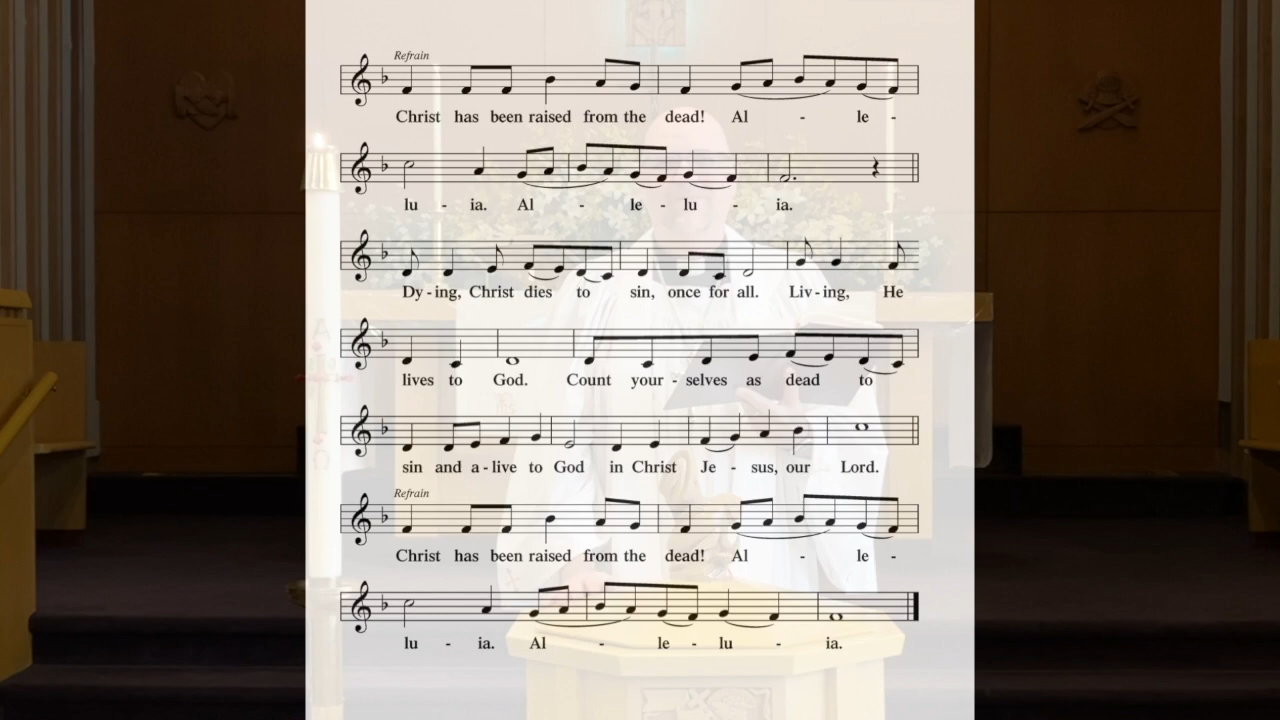 Refrain
Christ has been raised from the dead! Al - le -
lu - ia. Al - le - lu - ia.
Dy - ing, Christ dies to sin, once for all. Liv - ing, He
lives to God. Count your - selves as dead to
sin and a - live to God in Christ Je - sus, our Lord.
Refrain
Christ has been raised from the dead! Al - le -
lu - ia. Al - le - lu - ia.